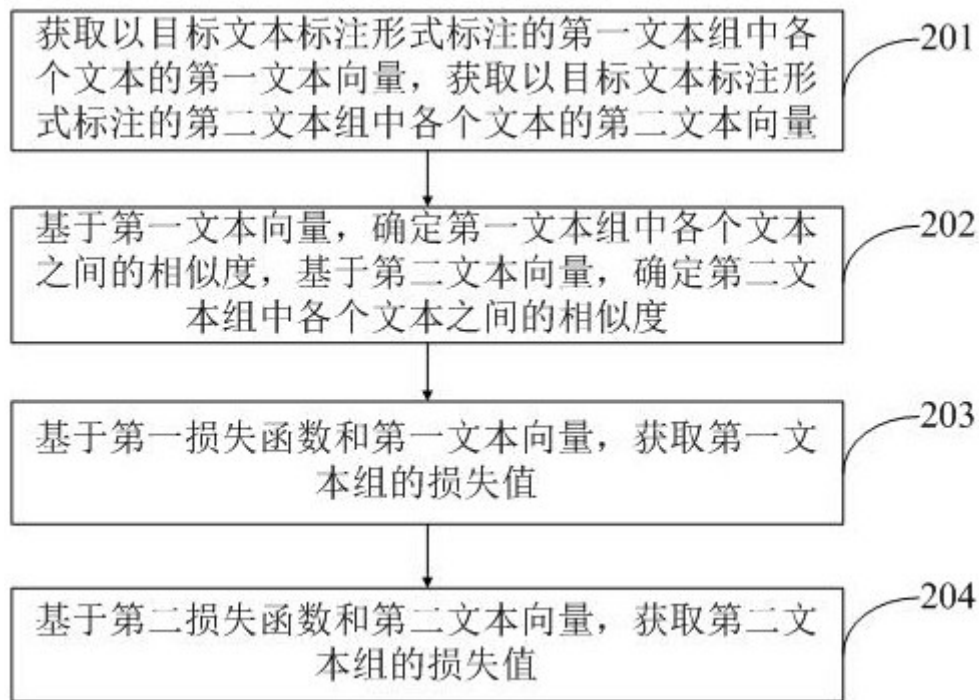 获取以目标文本标注形式标注的第一文本组中各
个文本的第一文本向量，获取以目标文本标注形
式标注的第二文本组中各个文本的第二文本向量
201
基于第一文本向量，确定第一文本组中各个文本
之间的相似度，基于第二文本向量，确定第二文
本组中各个文本之间的相似度
202
基于第一损失函数和第一文本向量，获取第一文
本组的损失值
203
基于第二损失函数和第二文本向量，获取第二文
本组的损失值
204